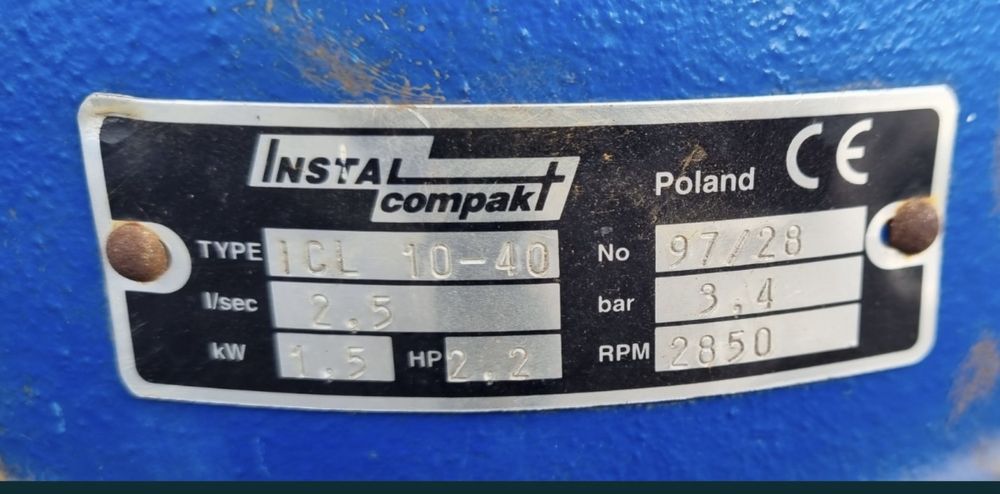 INSTAL compakt Poland CE
TYPE ICL 10-40 No 97/28
l/sec 2,5 bar 3,4
kW 1,5 HP 2,2 RPM 2850